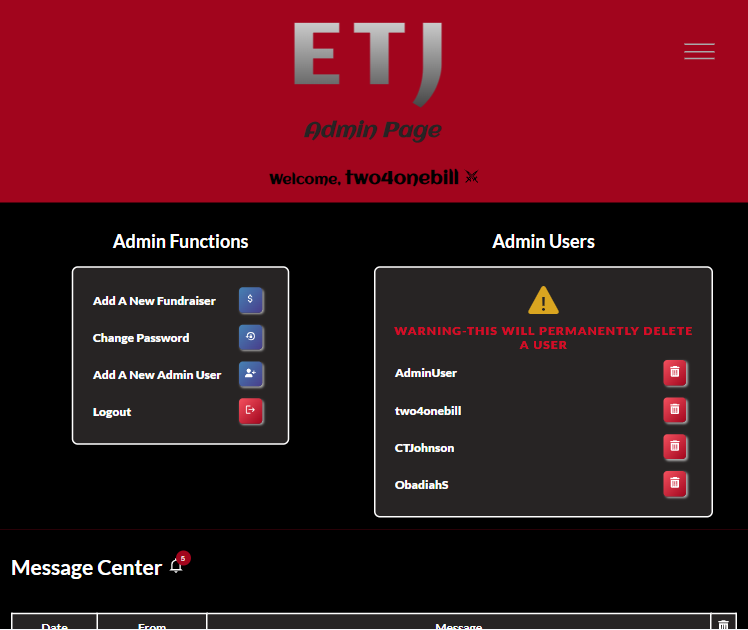 ETJ
Admin Page
Welcome, two4onebill
Admin Functions
Add A New Fundraiser
$
Change Password
Add A New Admin User
Logout
Admin Users
WARNING-THIS WILL PERMANENTLY DELETE
A USER
AdminUser
two4onebill
CTJohnson
ObadiahS
Message Center
5
Date
From
Message